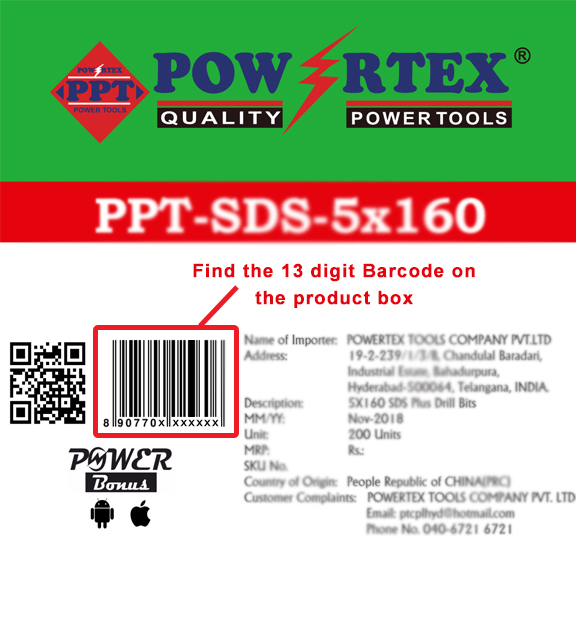 POWERTEX
PPT
POWER TOOLS
POWERTEX®
QUALITY POWER TOOLS
PPT-SDS-5x160
Find the 13 digit Barcode on
the product box
8 90770x xxxxxx
POWER
Bonus
Name of Importer: POWERTEX TOOLS COMPANY PVT.LTD
Address: 19-2-239/1/3/B, Chandulal Baradari,
Industrial Estate, Bahadurpura,
Hyderabad-500064, Telangana, INDIA.
Description: 5X160 SDS Plus Drill Bits
MM/YY: Nov-2018
Unit: 200 Units
MRP: Rs.:
SKU No.
Country of Origin: People Republic of CHINA(PRC)
Customer Complaints: POWERTEX TOOLS COMPANY PVT. LTD
Email: ptcplhyd@hotmail.com
Phone No. 040-6721 6721